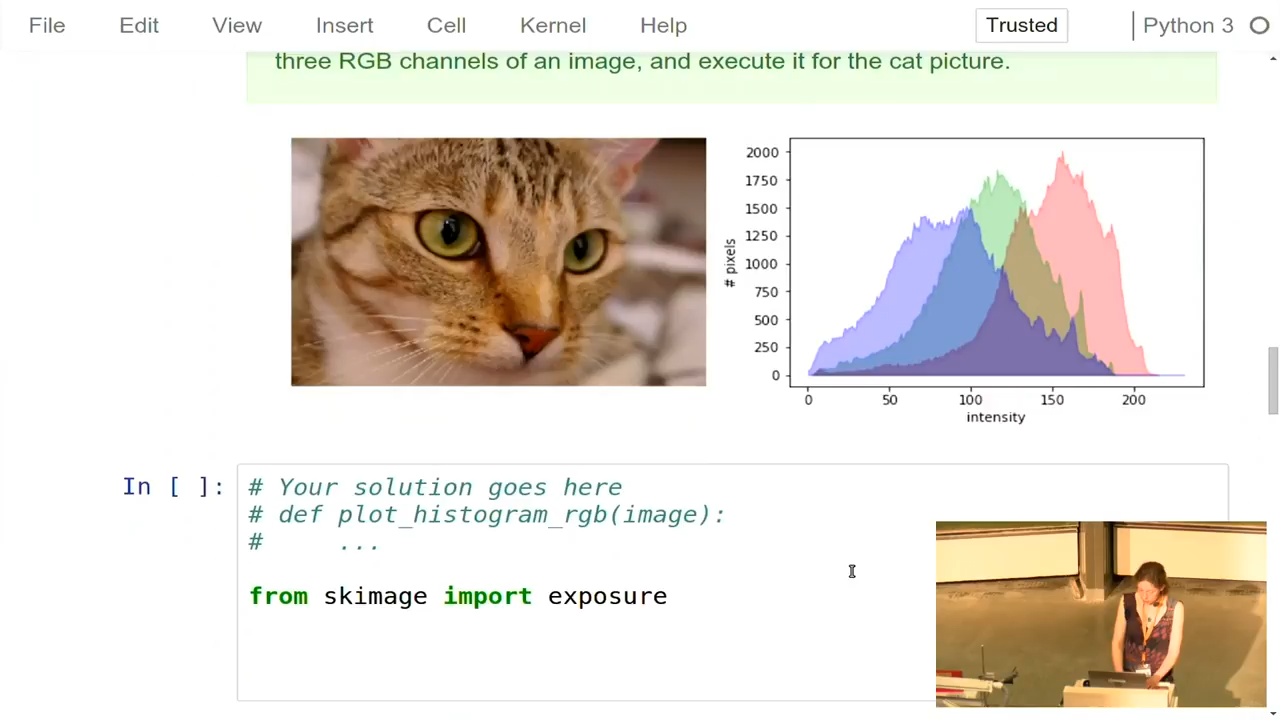 File Edit View Insert Cell Kernel Help Trusted Python 3
three RGB channels of an image, and execute it for the cat picture.
2000
1750
1500
1250
1000
750
500
250
0
# pixels
0 50 100 150 200
intensity
In [ ]:
# Your solution goes here
# def plot_histogram_rgb(image):
# ...
from skimage import exposure